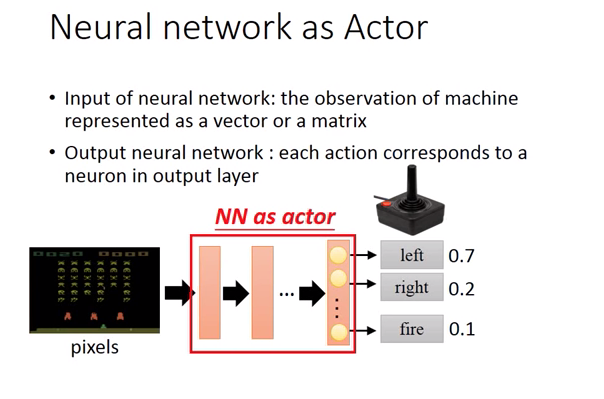 Neural network as Actor
• Input of neural network: the observation of machine
represented as a vector or a matrix
• Output neural network : each action corresponds to a
neuron in output layer
NN as actor
left 0.7
right 0.2
...
fire 0.1
pixels